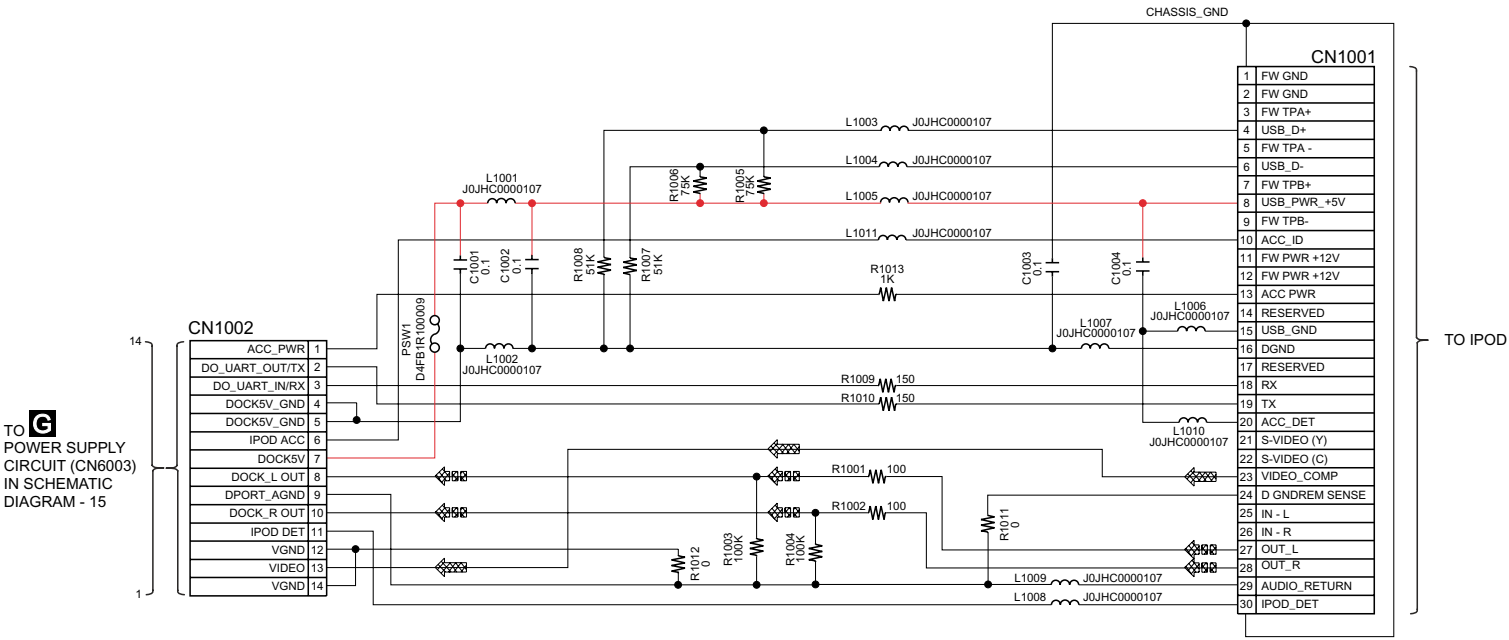 CHASSIS_GND
CN1001
1 FW GND
2 FW GND
3 FW TPA+
4 USB_D+
5 FW TPA -
6 USB_D-
7 FW TPB+
8 USB_PWR_+5V
9 FW TPB-
10 ACC_ID
11 FW PWR +12V
12 FW PWR +12V
13 ACC PWR
14 RESERVED
15 USB_GND
16 DGND
17 RESERVED
18 RX
19 TX
20 ACC_DET
21 S-VIDEO (Y)
22 S-VIDEO (C)
23 VIDEO_COMP
24 D GNDREM SENSE
25 IN - L
26 IN - R
27 OUT_L
28 OUT_R
29 AUDIO_RETURN
30 IPOD_DET
TO IPOD
L1003 J0JHC0000107
L1004 J0JHC0000107
L1005 J0JHC0000107
L1011 J0JHC0000107
L1001
J0JHC0000107
R1006
75K
R1005
75K
C1001
0.1
C1002
0.1
R1008
51K
R1007
51K
C1003
0.1
C1004
0.1
R1013
1K
L1006
J0JHC0000107
L1007
J0JHC0000107
PSW1
D4FB1R100009
L1002
J0JHC0000107
R1009 150
R1010 150
L1010
J0JHC0000107
R1001 100
R1002 100
R1012
0
R1003
100K
R1004
100K
R1011
0
L1009 J0JHC0000107
L1008 J0JHC0000107
CN1002
14
1
ACC_PWR 1
DO_UART_OUT/TX 2
DO_UART_IN/RX 3
DOCK5V_GND 4
DOCK5V_GND 5
IPOD ACC 6
DOCK5V 7
DOCK_L OUT 8
DPORT_AGND 9
DOCK_R OUT 10
IPOD DET 11
VGND 12
VIDEO 13
VGND 14
TO G
POWER SUPPLY
CIRCUIT (CN6003)
IN SCHEMATIC
DIAGRAM - 15